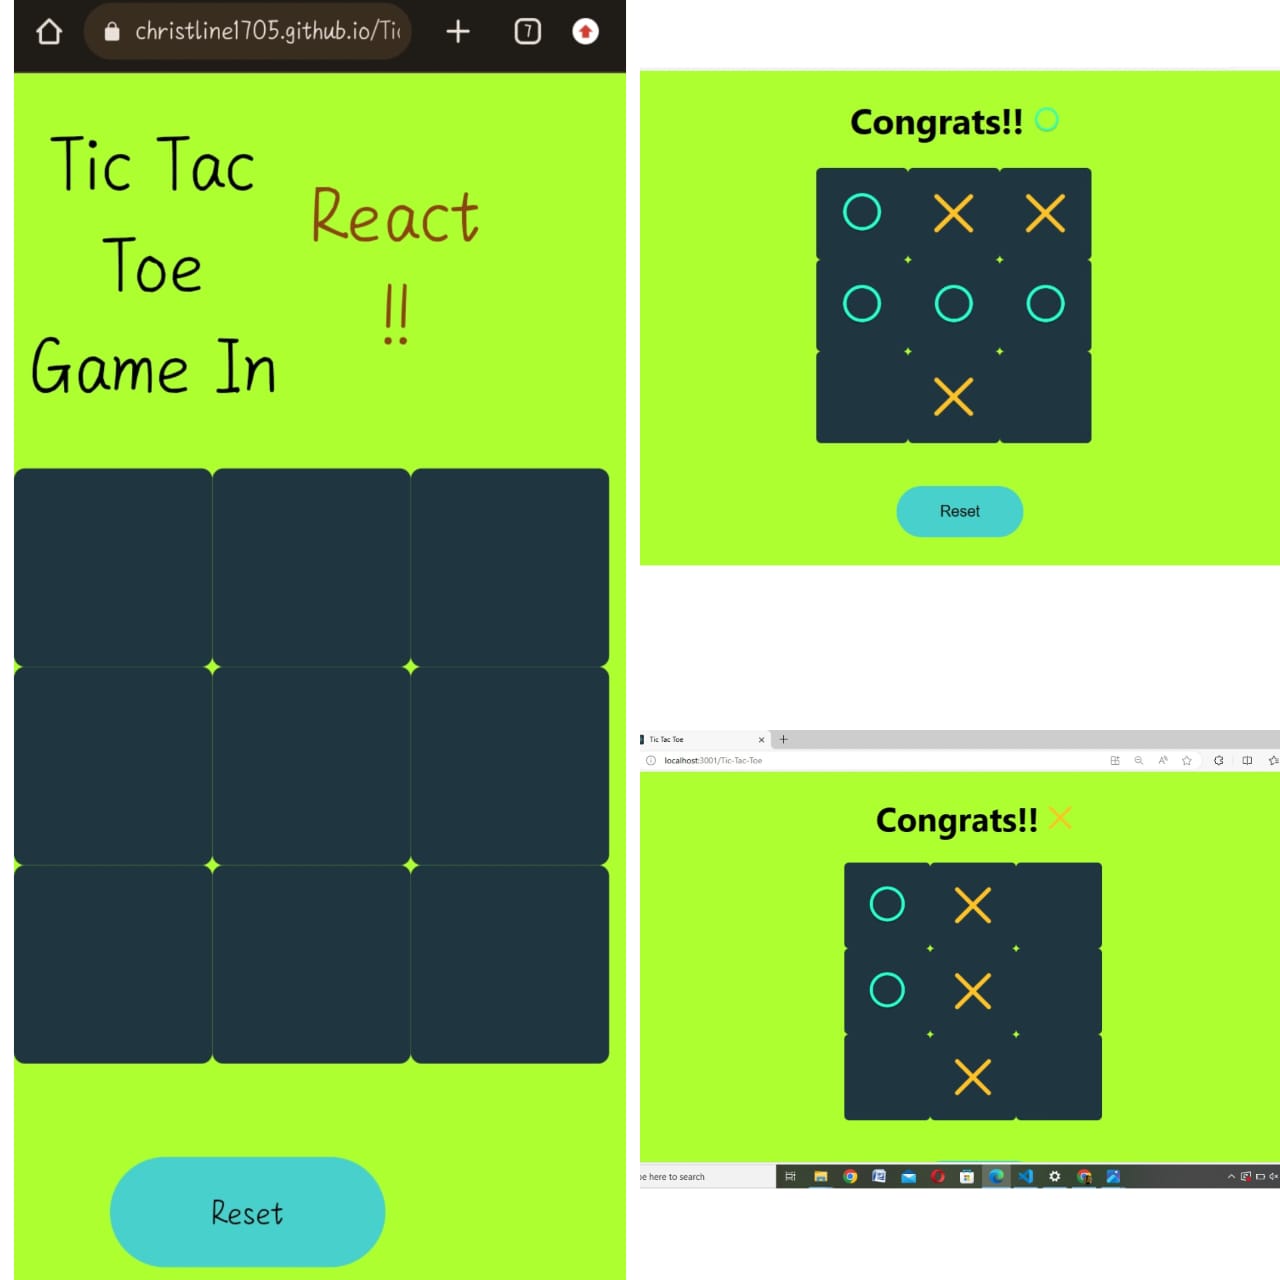 christline1705.github.io/Tic
7
Tic Tac
Toe
Game In
React
!!
Reset
Congrats!!
Reset
Tic Tac Toe
localhost:3001/Tic-Tac-Toe
Congrats!!
here to search